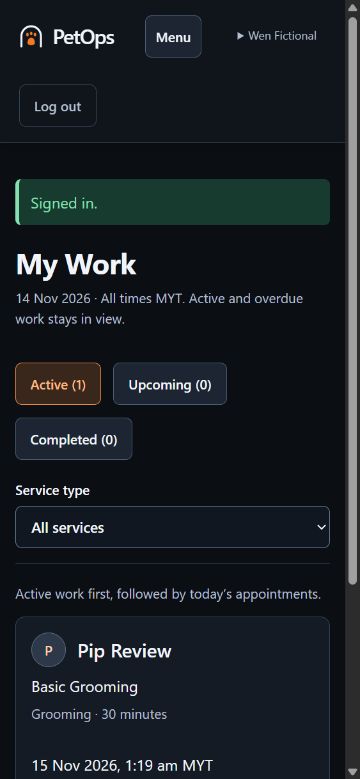 PetOps
Menu
▶ Wen Fictional
Log out
Signed in.
My Work
14 Nov 2026 · All times MYT. Active and overdue
work stays in view.
Active (1)
Upcoming (0)
Completed (0)
Service type
All services
Active work first, followed by today’s appointments.
P
Pip Review
Basic Grooming
Grooming · 30 minutes
15 Nov 2026, 1:19 am MYT